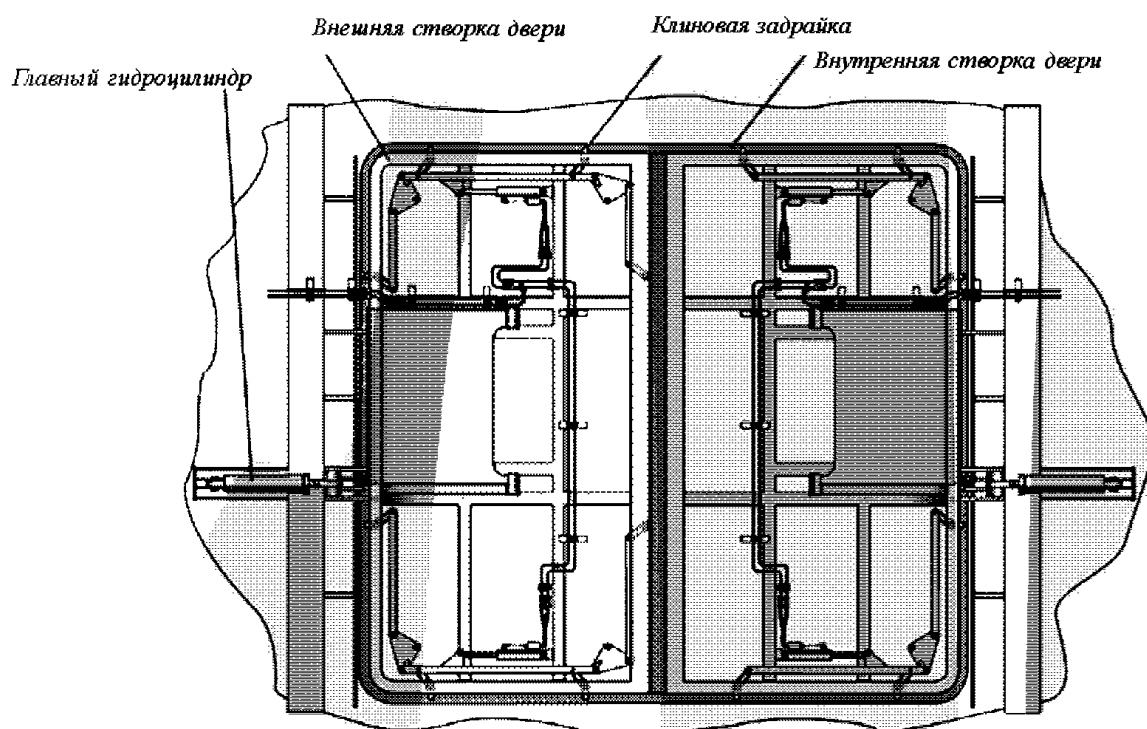 Внешняя створка двери
Клиновая задрайка
Внутренняя створка двери
Главный гидроцилиндр